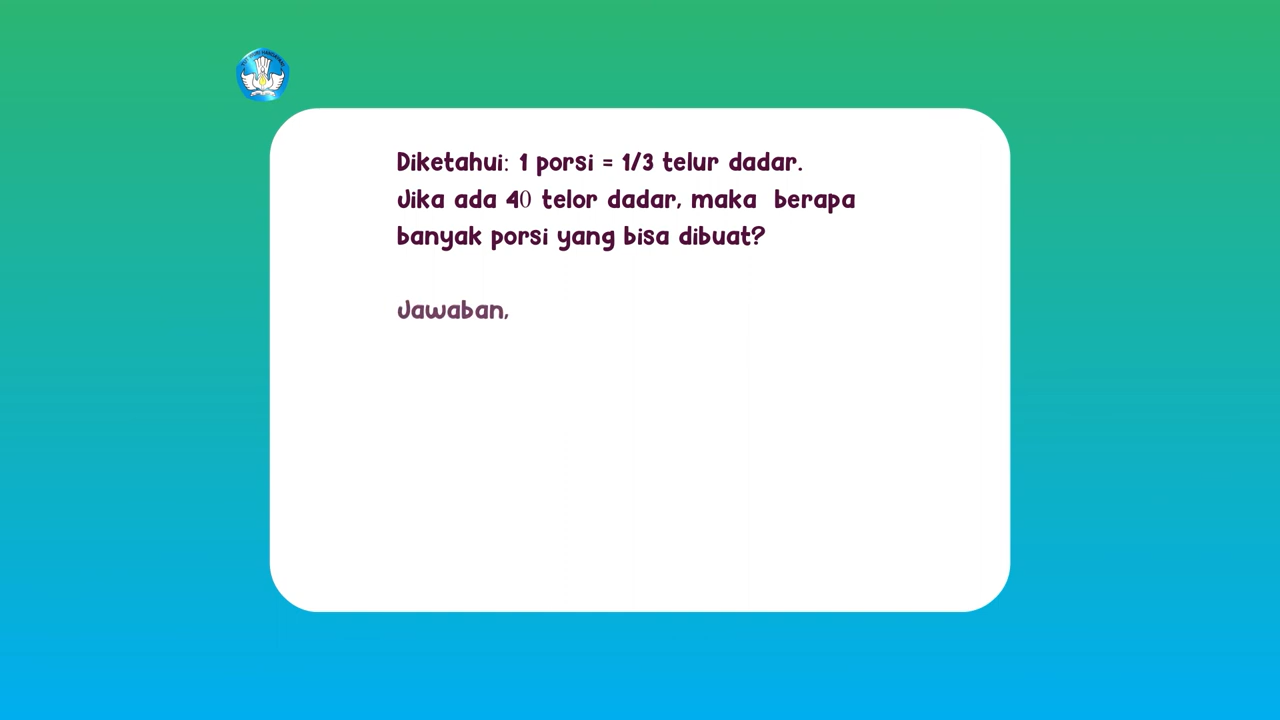 Diketahui: 1 porsi = 1/3 telur dadar.
Jika ada 40 telor dadar, maka berapa
banyak porsi yang bisa dibuat?
Jawaban,